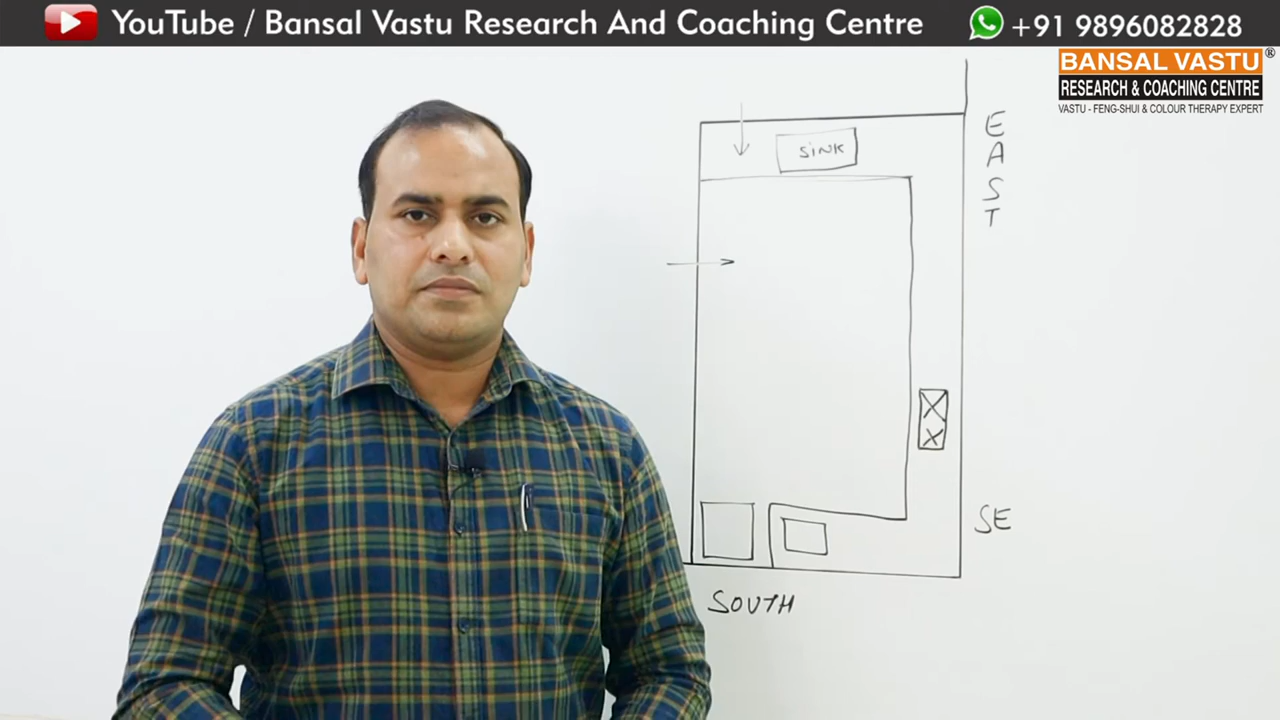 YouTube / Bansal Vastu Research And Coaching Centre
+91 9896082828
BANSAL VASTU®
RESEARCH & COACHING CENTRE
VASTU - FENG-SHUI & COLOUR THERAPY EXPERT
SINK
E
A
S
T
SE
SOUTH